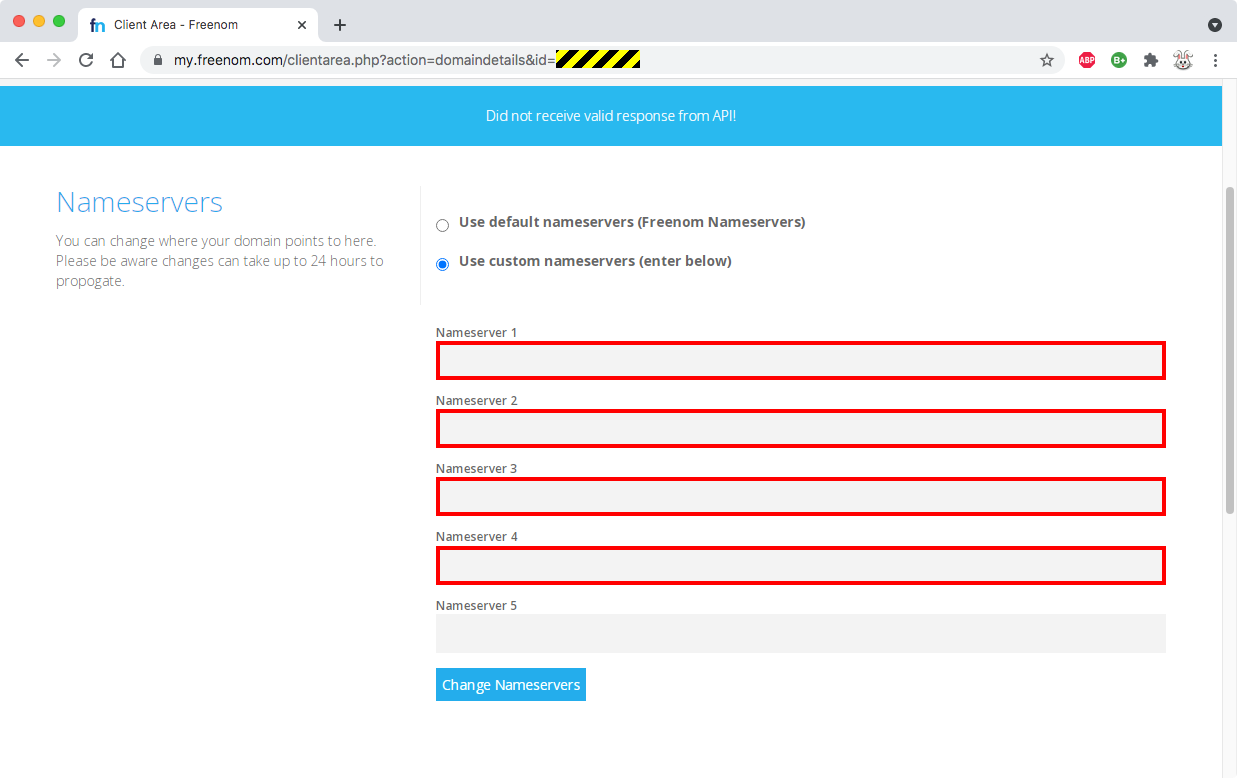 fn Client Area - Freenom
my.freenom.com/clientarea.php?action=domaindetails&id=
ABP
B+
Did not receive valid response from API!
Nameservers
You can change where your domain points to here.
Please be aware changes can take up to 24 hours to
propogate.
Use default nameservers (Freenom Nameservers)
Use custom nameservers (enter below)
Nameserver 1
Nameserver 2
Nameserver 3
Nameserver 4
Nameserver 5
Change Nameservers